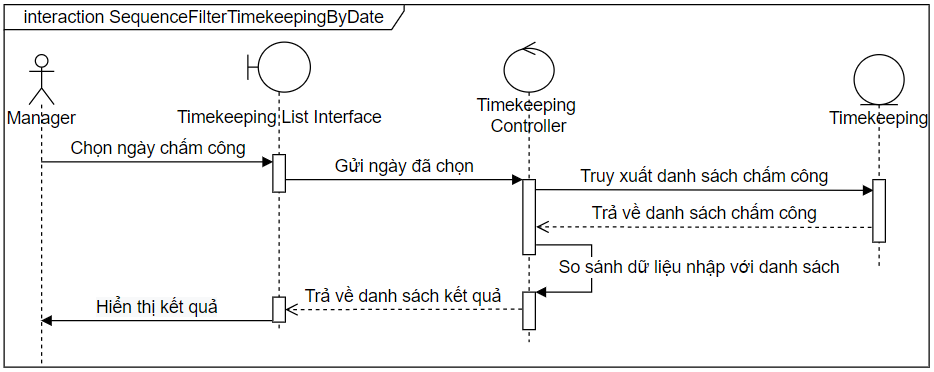 interaction SequenceFilterTimekeepingByDate
Manager
Timekeeping List Interface
Timekeeping
Controller
Timekeeping
Chọn ngày chấm công
Gửi ngày đã chọn
Truy xuất danh sách chấm công
Trả về danh sách chấm công
So sánh dữ liệu nhập với danh sách
Trả về danh sách kết quả
Hiển thị kết quả